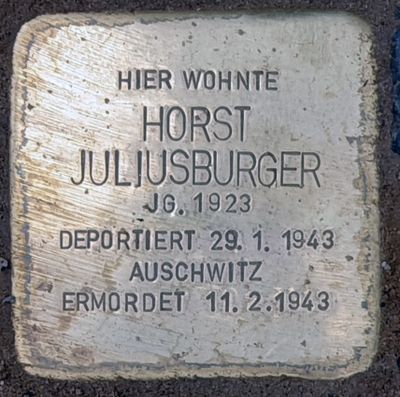 HIER WOHNTE
HORST
JULIUSBURGER
JG. 1923
DEPORTIERT 29. 1. 1943
AUSCHWITZ
ERMORDET 11. 2. 1943